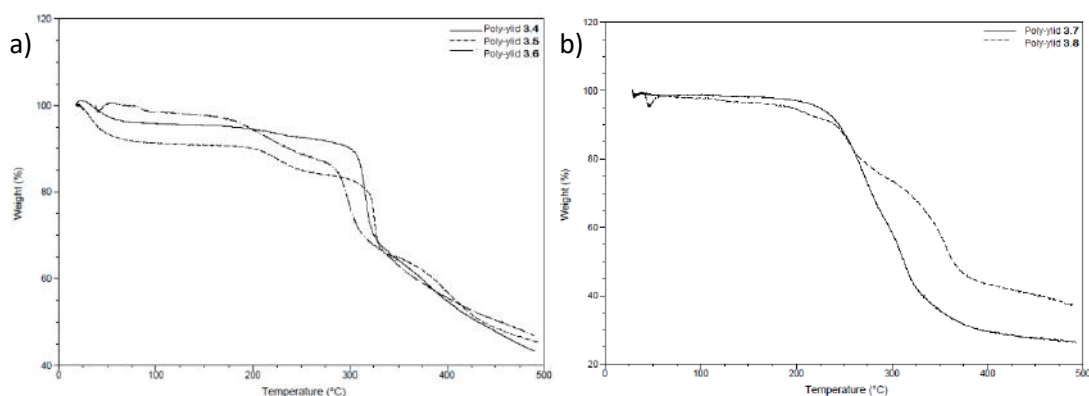 a)
120
100
80
60
40
Weight (%)
0
100
200
300
400
500
Temperature (°C)
Poly-ylid 3.4
Poly-ylid 3.5
Poly-ylid 3.6
b)
120
100
80
60
40
20
Weight (%)
0
100
200
300
400
500
Temperature (°C)
Poly-ylid 3.7
Poly-ylid 3.8